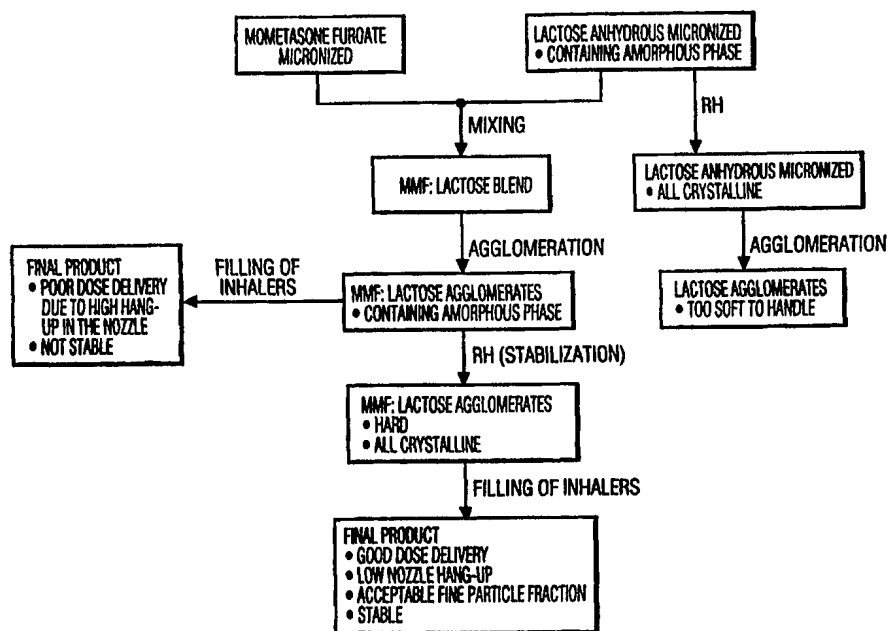 MOMETASONE FUROATE
MICRONIZED
LACTOSE ANHYDROUS MICRONIZED
• CONTAINING AMORPHOUS PHASE
MIXING
RH
MMF: LACTOSE BLEND
LACTOSE ANHYDROUS MICRONIZED
• ALL CRYSTALLINE
AGGLOMERATION
AGGLOMERATION
FINAL PRODUCT
• POOR DOSE DELIVERY
DUE TO HIGH HANG-
UP IN THE NOZZLE
• NOT STABLE
FILLING OF
INHALERS
MMF: LACTOSE AGGLOMERATES
• CONTAINING AMORPHOUS PHASE
LACTOSE AGGLOMERATES
• TOO SOFT TO HANDLE
RH (STABILIZATION)
MMF: LACTOSE AGGLOMERATES
• HARD
• ALL CRYSTALLINE
FILLING OF INHALERS
FINAL PRODUCT
• GOOD DOSE DELIVERY
• LOW NOZZLE HANG-UP
• ACCEPTABLE FINE PARTICLE FRACTION
• STABLE